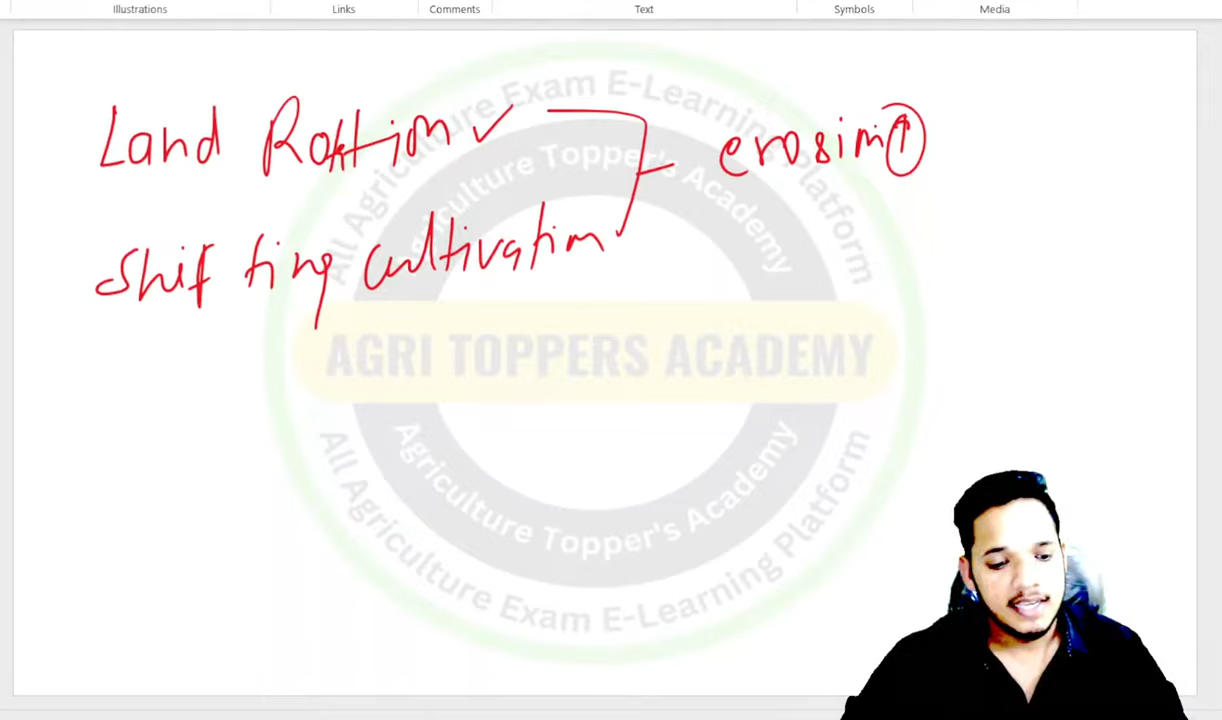 Illustrations Links Comments Text Symbols Media
Land Rotation ✓ erosion ↑
Shifting cultivation
All Agriculture Exam E-Learning Platform
Agriculture Topper's Academy
AGRI TOPPERS ACADEMY
Agriculture Topper's Academy
All Agriculture Exam E-Learning Platform